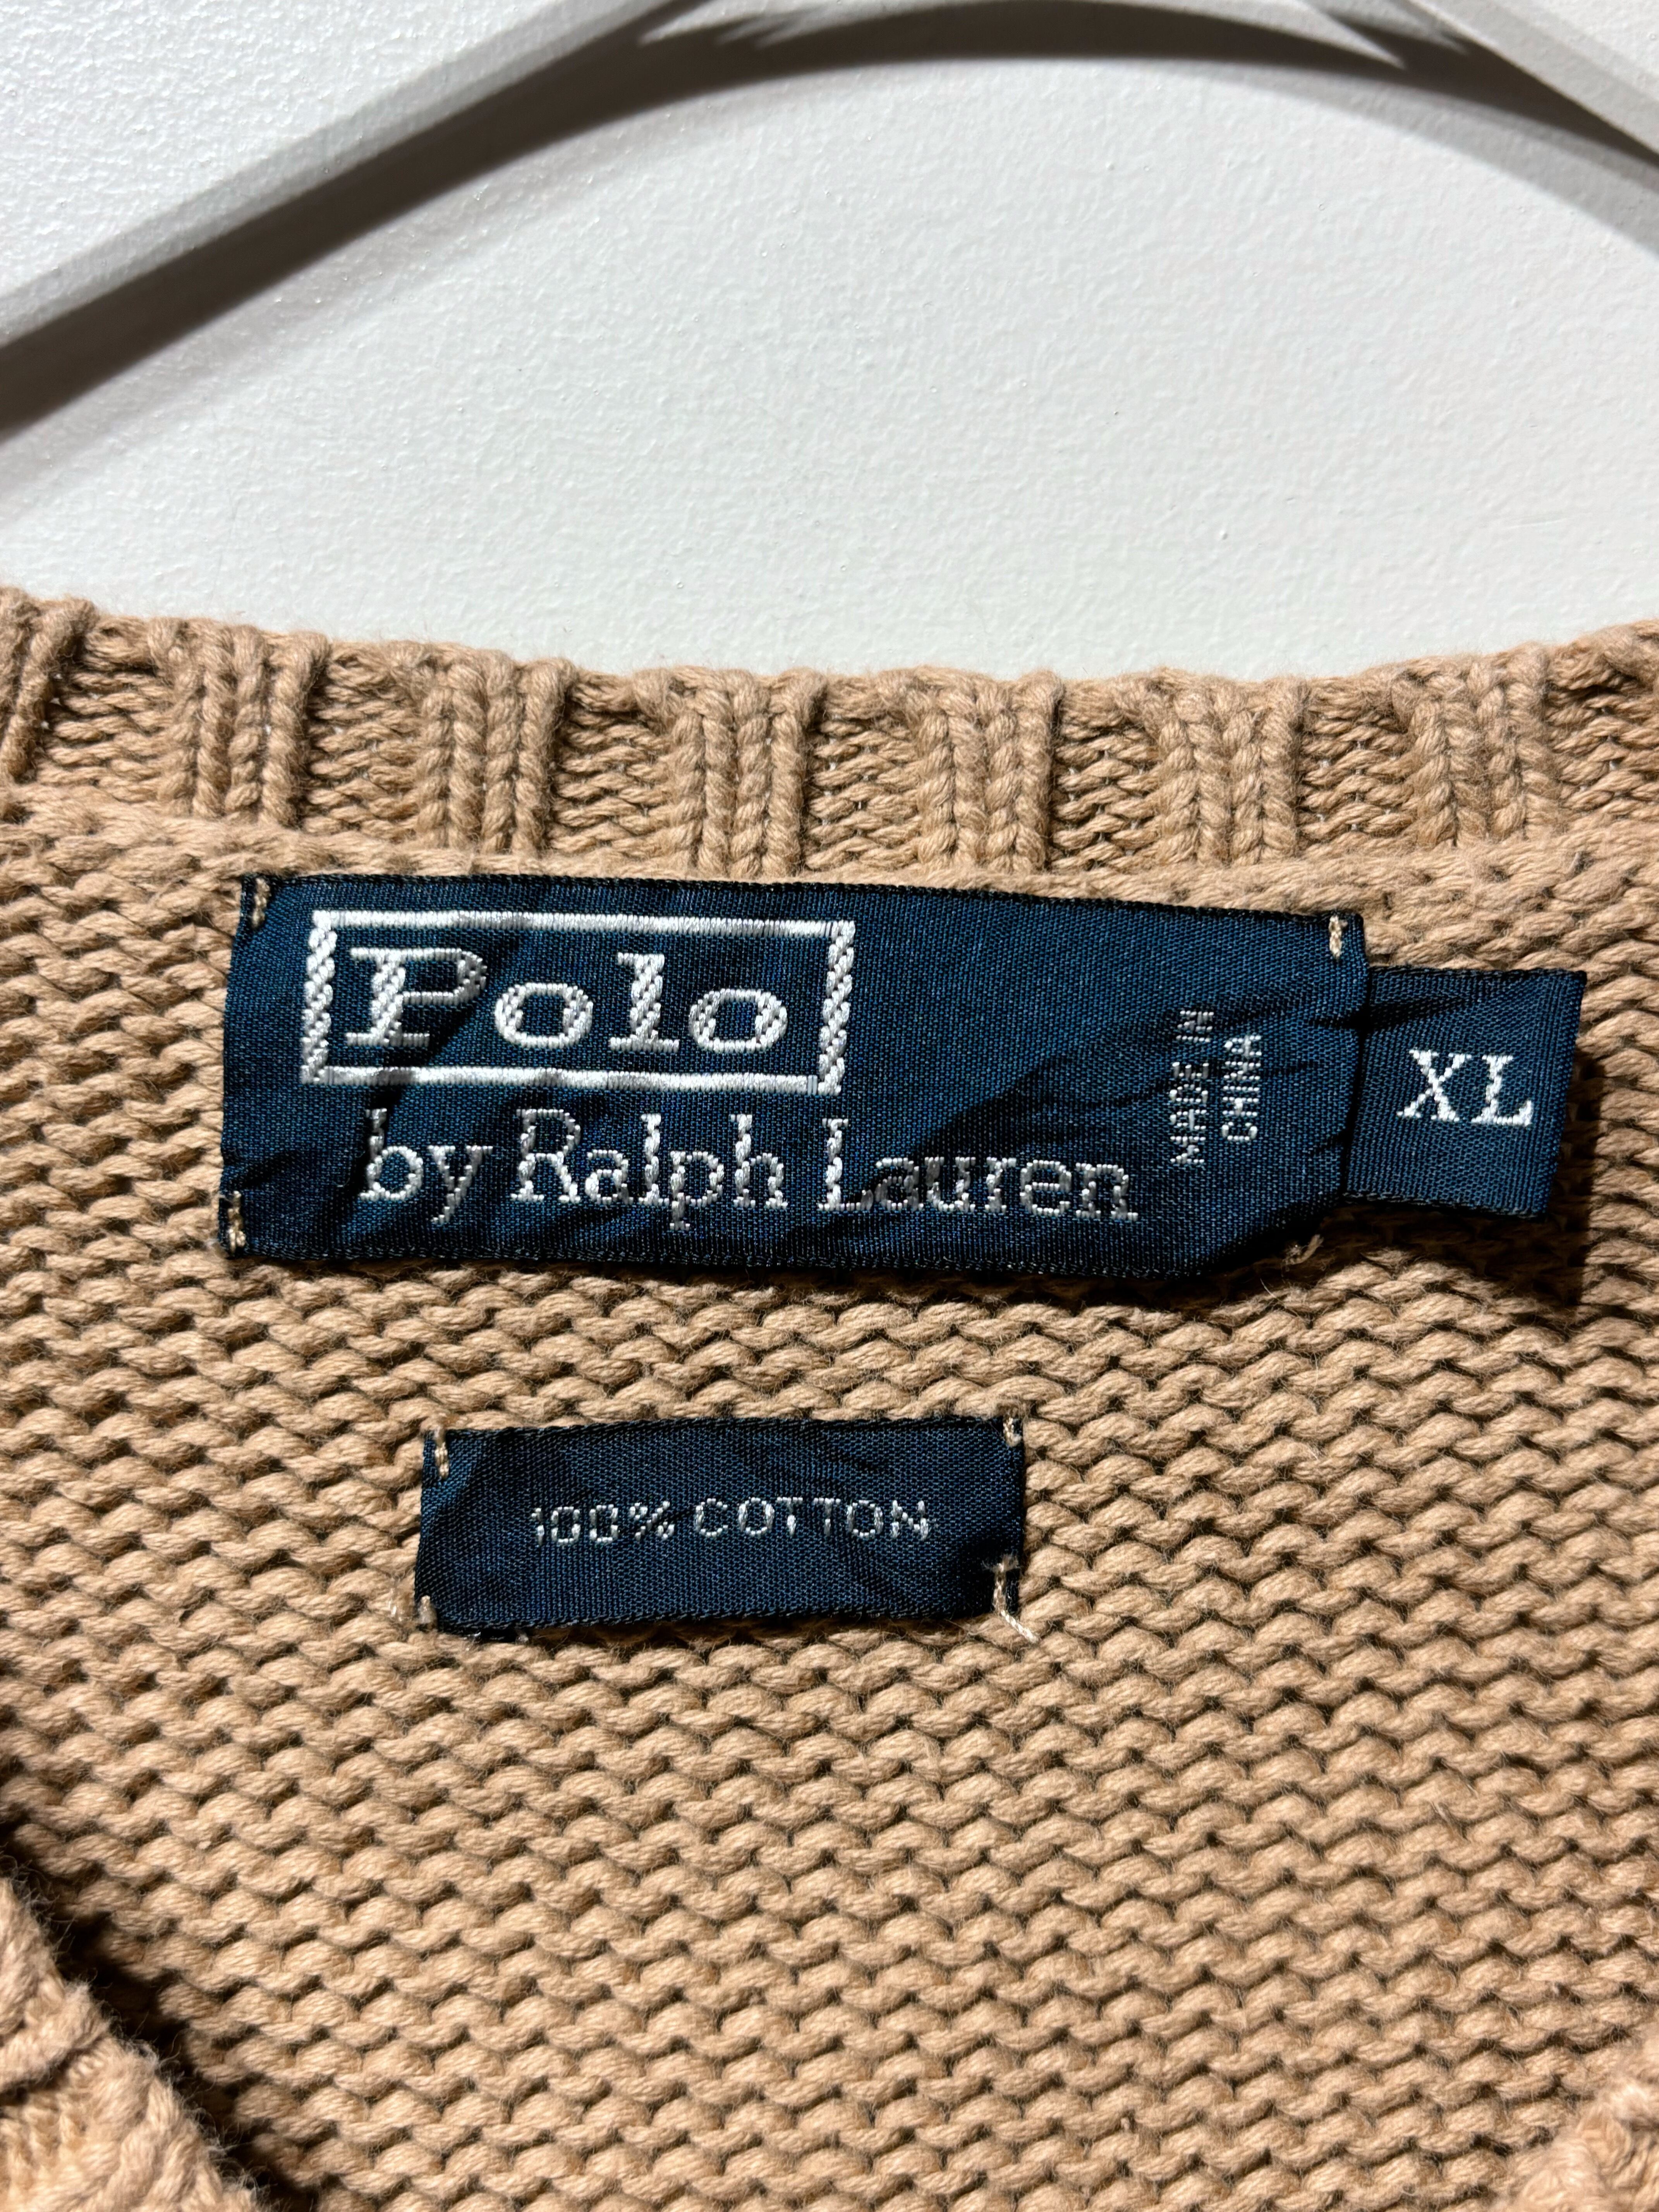 Polo
by Ralph Lauren
MADE IN
CHINA
XL
100% COTTON